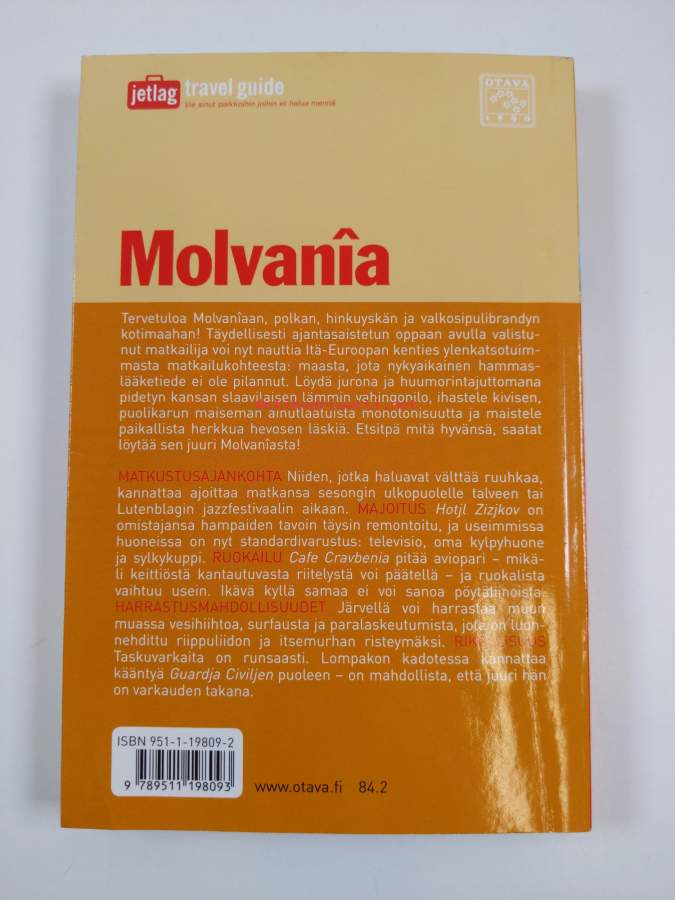 jetlag travel guide
Vie sinut paikkoihin joihin et halua mennä
OTAVA
1890
Molvanîa
Tervetuloa Molvanîaan, polkan, hinkuyskän ja valkosipulibrandyn
kotimaahan! Täydellisesti ajantasaistetun oppaan avulla valistu-
nut matkailija voi nyt nauttia Itä-Euroopan kenties ylenkatsotuim-
masta matkailukohteesta: maasta, jota nykyaikainen hammas-
lääketiede ei ole pilannut. Löydä jurona ja huumorintajuttomana
pidetyn kansan slaavilaisen lämmin vahingonilo, ihastele kivisen,
puolikarun maiseman ainutlaatuista monotonisuutta ja maistele
paikallista herkkua hevosen läskiä. Etsitpä mitä hyvänsä, saatat
löytää sen juuri Molvanîasta!
MATKUSTUSAJANKOHTA Niiden, jotka haluavat välttää ruuhkaa,
kannattaa ajoittaa matkansa sesongin ulkopuolelle talveen tai
Lutenblagin jazzfestivaalin aikaan. MAJOITUS Hotjl Zizjkov on
omistajansa hampaiden tavoin täysin remontoitu, ja useimmissa
huoneissa on nyt standardivarustus: televisio, oma kylpyhuone
ja sylkykuppi. RUOKAILU Cafe Cravbenia pitää aviopari – mikä-
li keittiöstä kantautuvasta riitelystä voi päätellä – ja ruokalista
vaihtuu usein. Ikävä kyllä samaa ei voi sanoa pöytäliinoista.
HARRASTUSMAHDOLLISUUDET Järvellä voi harrastaa muun
muassa vesihiihtoa, surfausta ja paralaskeutumista, jote on luon-
nehdittu riippuliidon ja itsemurhan risteymäksi. RIKOLLISUUS
Taskuvarkaita on runsaasti. Lompakon kadotessa kannattaa
kääntyä Guardja Civiljen puoleen – on mahdollista, että juuri hän
on varkauden takana.
ISBN 951-1-19809-2
9 789511 198093
www.otava.fi 84.2